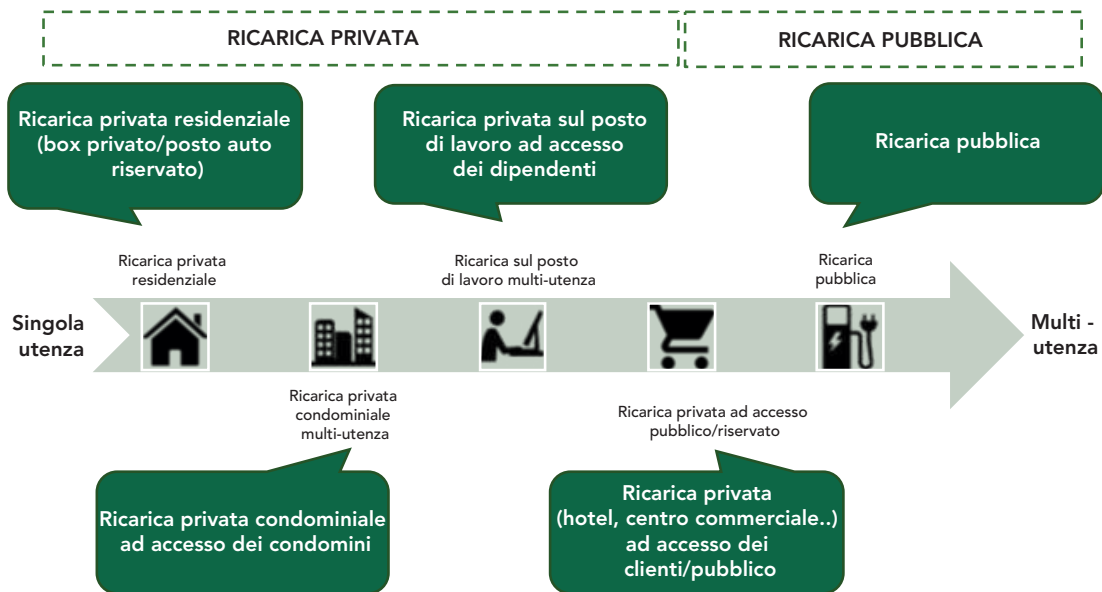 RICARICA PRIVATA
RICARICA PUBBLICA
Ricarica privata residenziale
(box privato/posto auto
riservato)
Ricarica privata sul posto
di lavoro ad accesso
dei dipendenti
Ricarica pubblica
Ricarica privata
residenziale
Ricarica sul posto
di lavoro multi-utenza
Ricarica
pubblica
Singola
utenza
Multi -
utenza
Ricarica privata
condominiale
multi-utenza
Ricarica privata ad accesso
pubblico/riservato
Ricarica privata condominiale
ad accesso dei condomini
Ricarica privata
(hotel, centro commerciale..)
ad accesso dei
clienti/pubblico